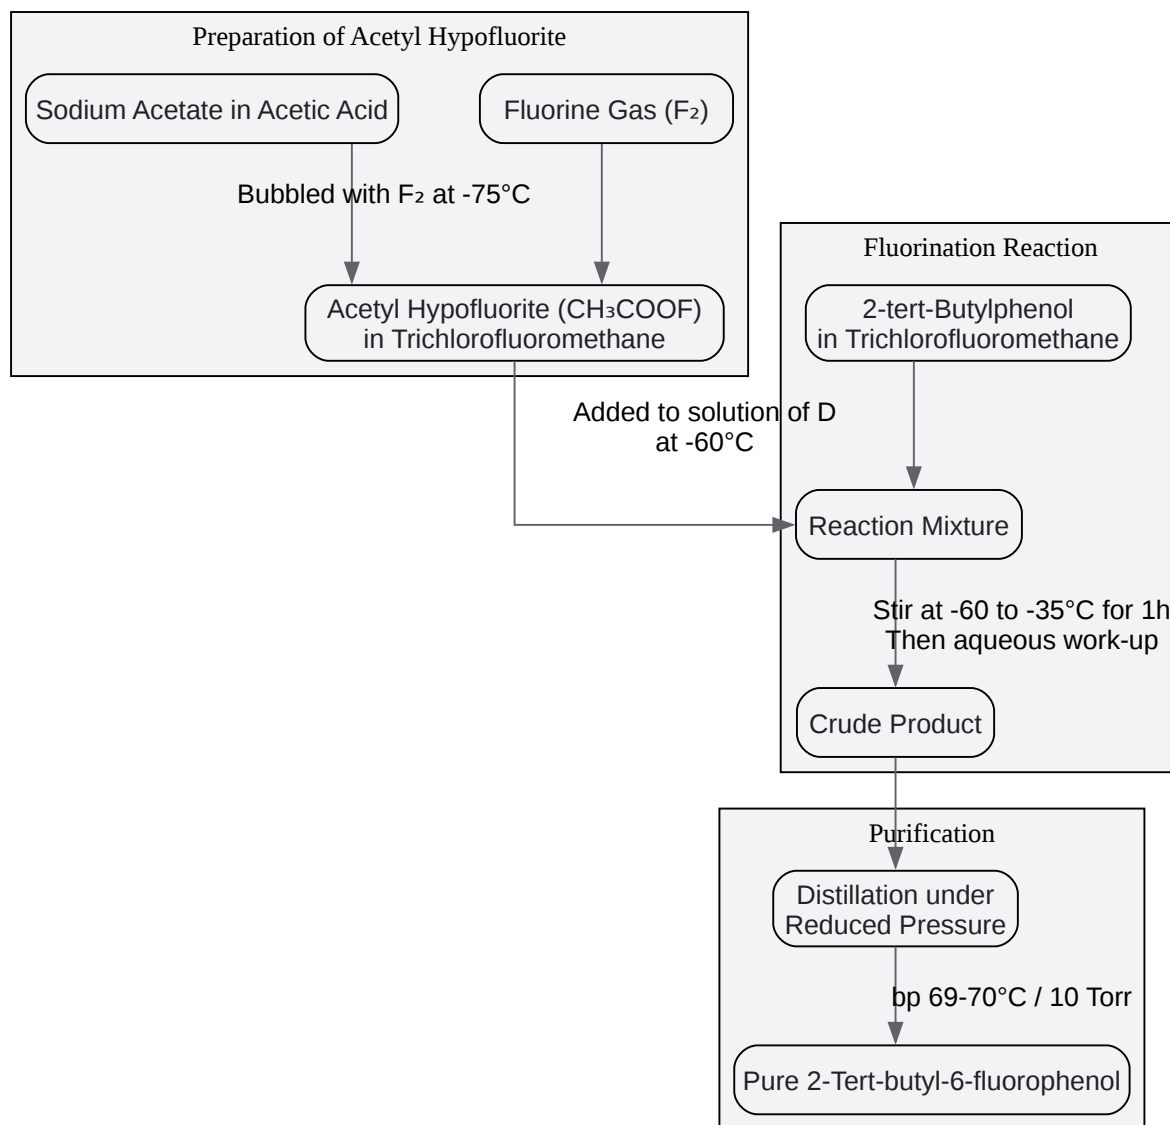 Preparation of Acetyl Hypofluorite
Sodium Acetate in Acetic Acid
Fluorine Gas (F₂)
Bubbled with F₂ at -75°C
Acetyl Hypofluorite (CH₃COOF)
in Trichlorofluoromethane
Fluorination Reaction
2-tert-Butylphenol
in Trichlorofluoromethane
Added to solution of D
at -60°C
Reaction Mixture
Stir at -60 to -35°C for 1h
Then aqueous work-up
Crude Product
Purification
Distillation under
Reduced Pressure
bp 69-70°C / 10 Torr
Pure 2-Tert-butyl-6-fluorophenol